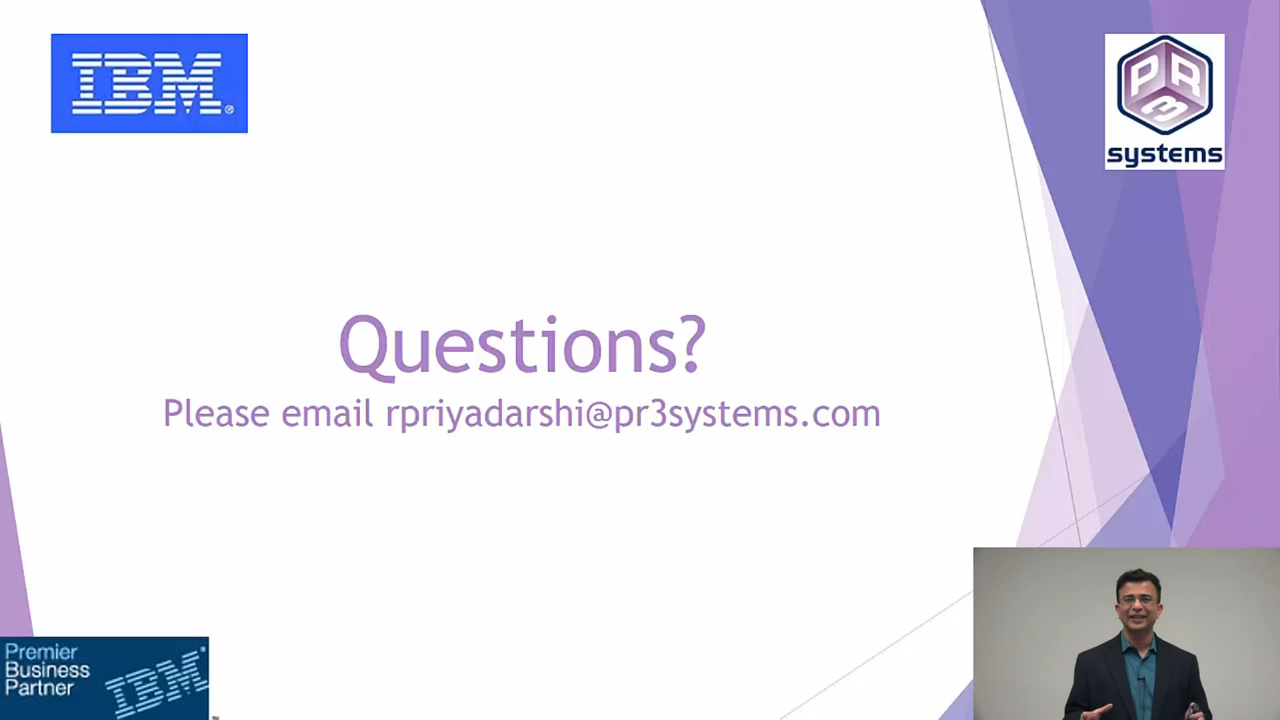 IBM®
PR3
systems
Questions?
Please email rpriyadarshi@pr3systems.com
Premier
Business
Partner
IBM®